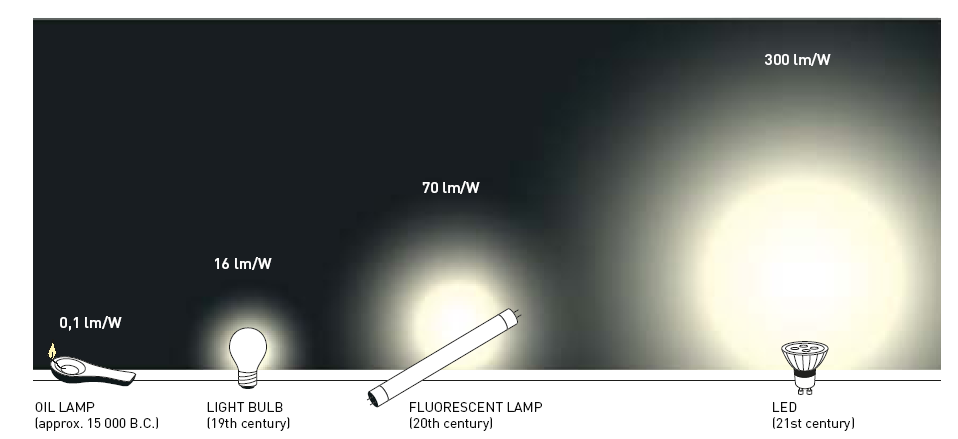 300 lm/W
70 lm/W
16 lm/W
0,1 lm/W
OIL LAMP
(approx. 15 000 B.C.)
LIGHT BULB
(19th century)
FLUORESCENT LAMP
(20th century)
LED
(21st century)